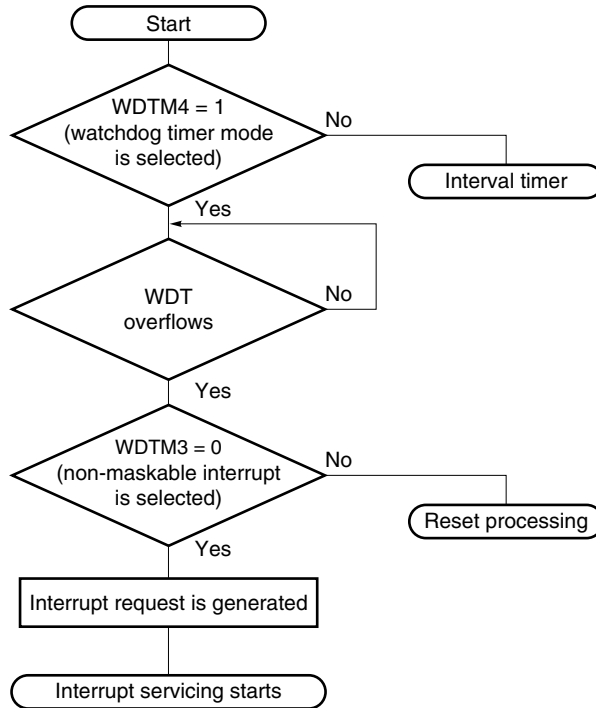 Start
WDTM4 = 1
(watchdog timer mode
is selected)
No
Interval timer
Yes
WDT
overflows
No
Yes
WDTM3 = 0
(non-maskable interrupt
is selected)
No
Reset processing
Yes
Interrupt request is generated
Interrupt servicing starts